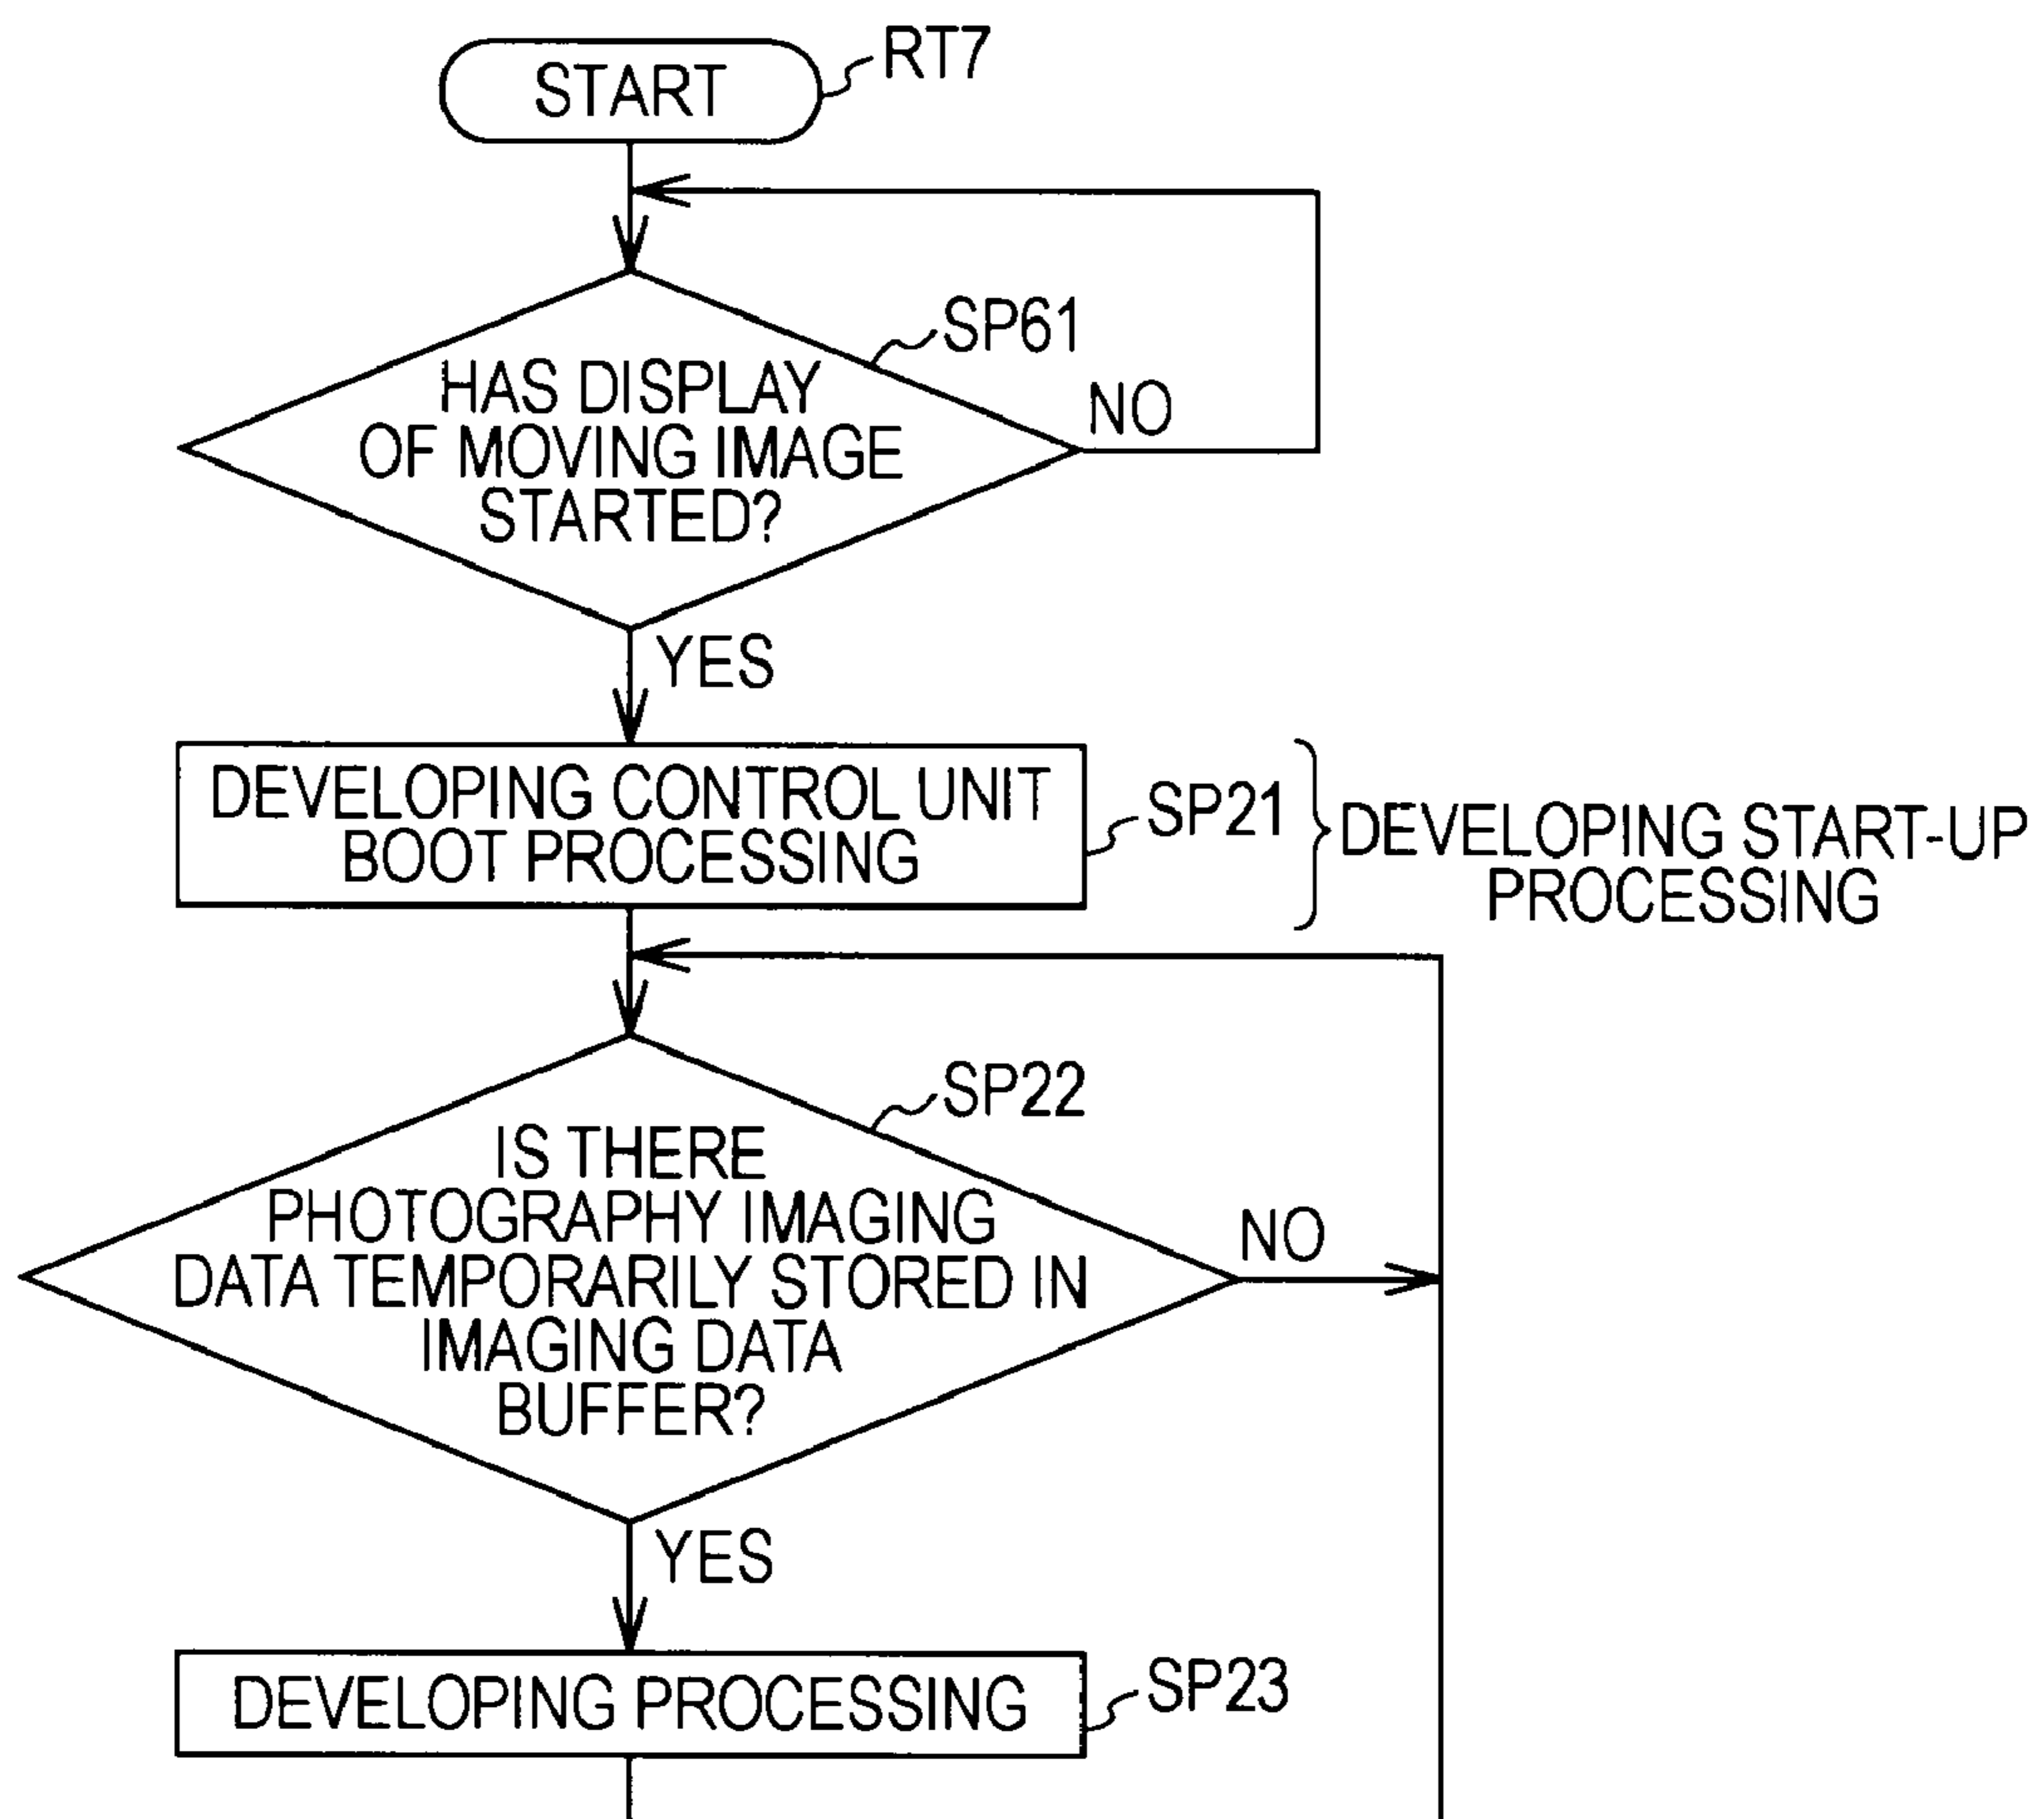 START
RT7
HAS DISPLAY
OF MOVING IMAGE
STARTED?
SP61
NO
YES
DEVELOPING CONTROL UNIT
BOOT PROCESSING
SP21
DEVELOPING START-UP
PROCESSING
SP22
IS THERE
PHOTOGRAPHY IMAGING
DATA TEMPORARILY STORED IN
IMAGING DATA
BUFFER?
NO
YES
DEVELOPING PROCESSING
SP23